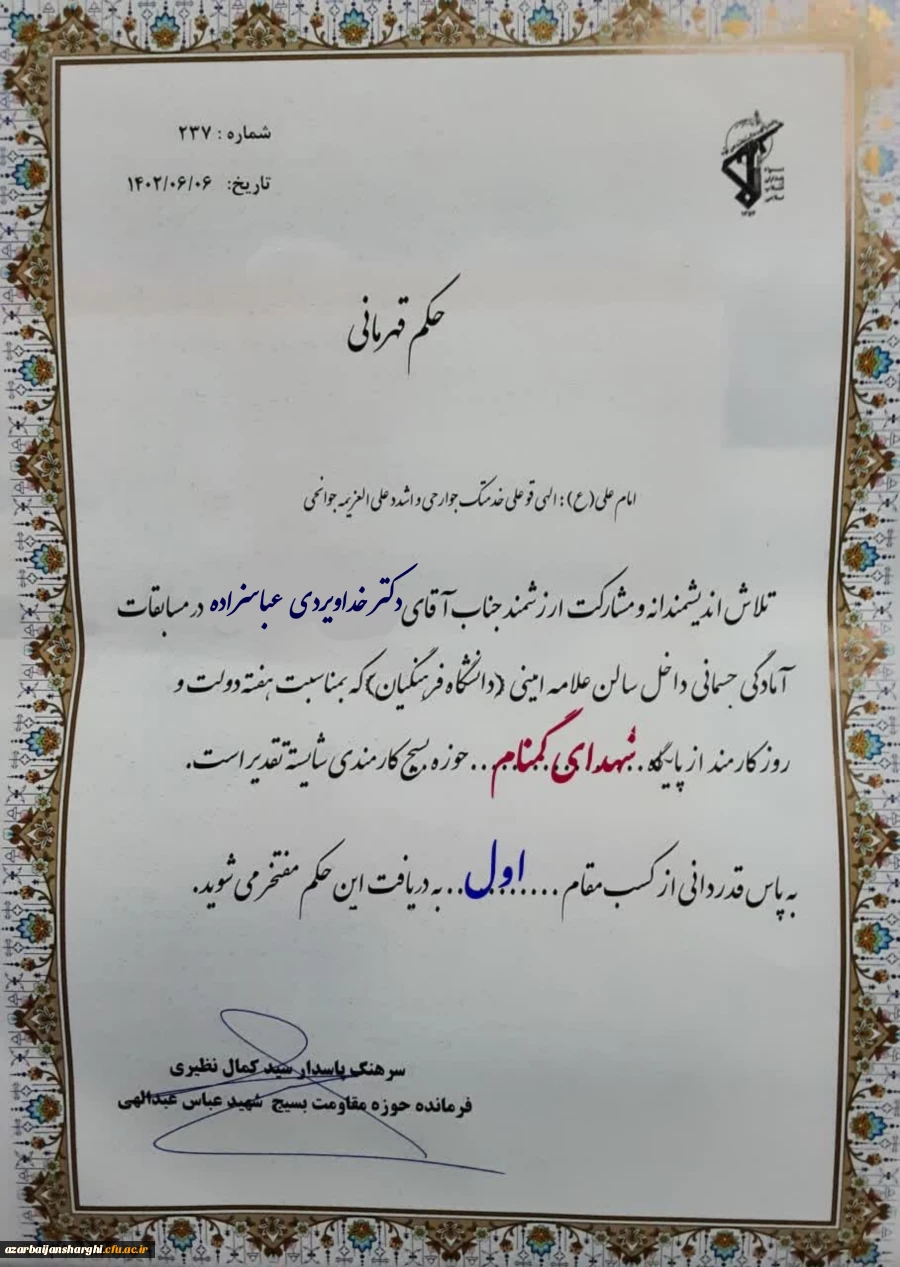 شماره : ۲۳۷
تاریخ: ۱۴۰۲/۰۶/۰۶
حکم قهرمانی
امام علی (ع) : الهی قو علی خدمتک جوارحی و اشدد علی العزیمه جوانحی
تلاش اندیشمندانه و مشارکت ارزشمند جناب آقای دکتر خداویردی عباسزاده در مسابقات
آمادگی جسمانی داخل سالن علامه امینی (دانشگاه فرهنگیان) که بمناسبت هفته دولت و
روز کارمند از پایگاه شهدای گمنام حوزه بسیج کارمندی شایسته تقدیر است.
به پاس قدردانی از کسب مقام اول به دریافت این حکم مفتخر می شوید.
سرهنگ پاسدار سید کمال نظیری
فرمانده حوزه مقاومت بسیج شهید عباس عبدالهی
azarbaijansharghi.cfu.ac.ir